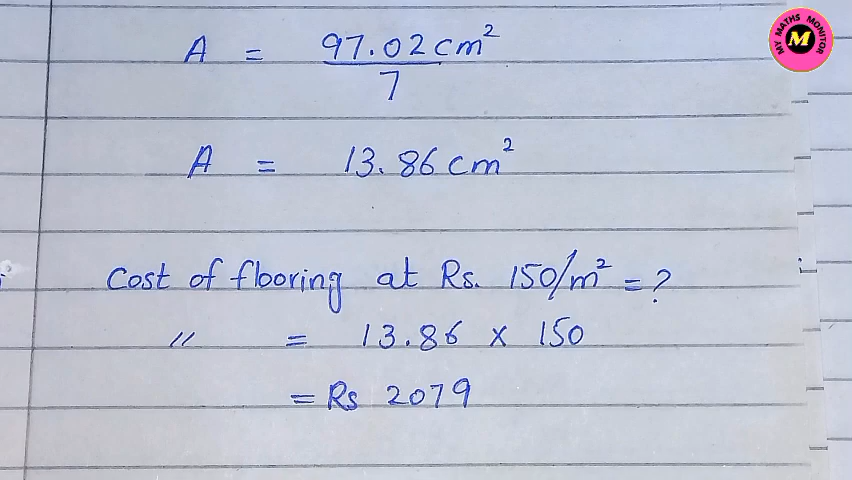 A = 97.02 cm²
7
A = 13.86 cm²
Cost of flooring at Rs. 150/m² = ?
〃 = 13.86 × 150
= Rs 2079
MY MATHS MONITOR
M